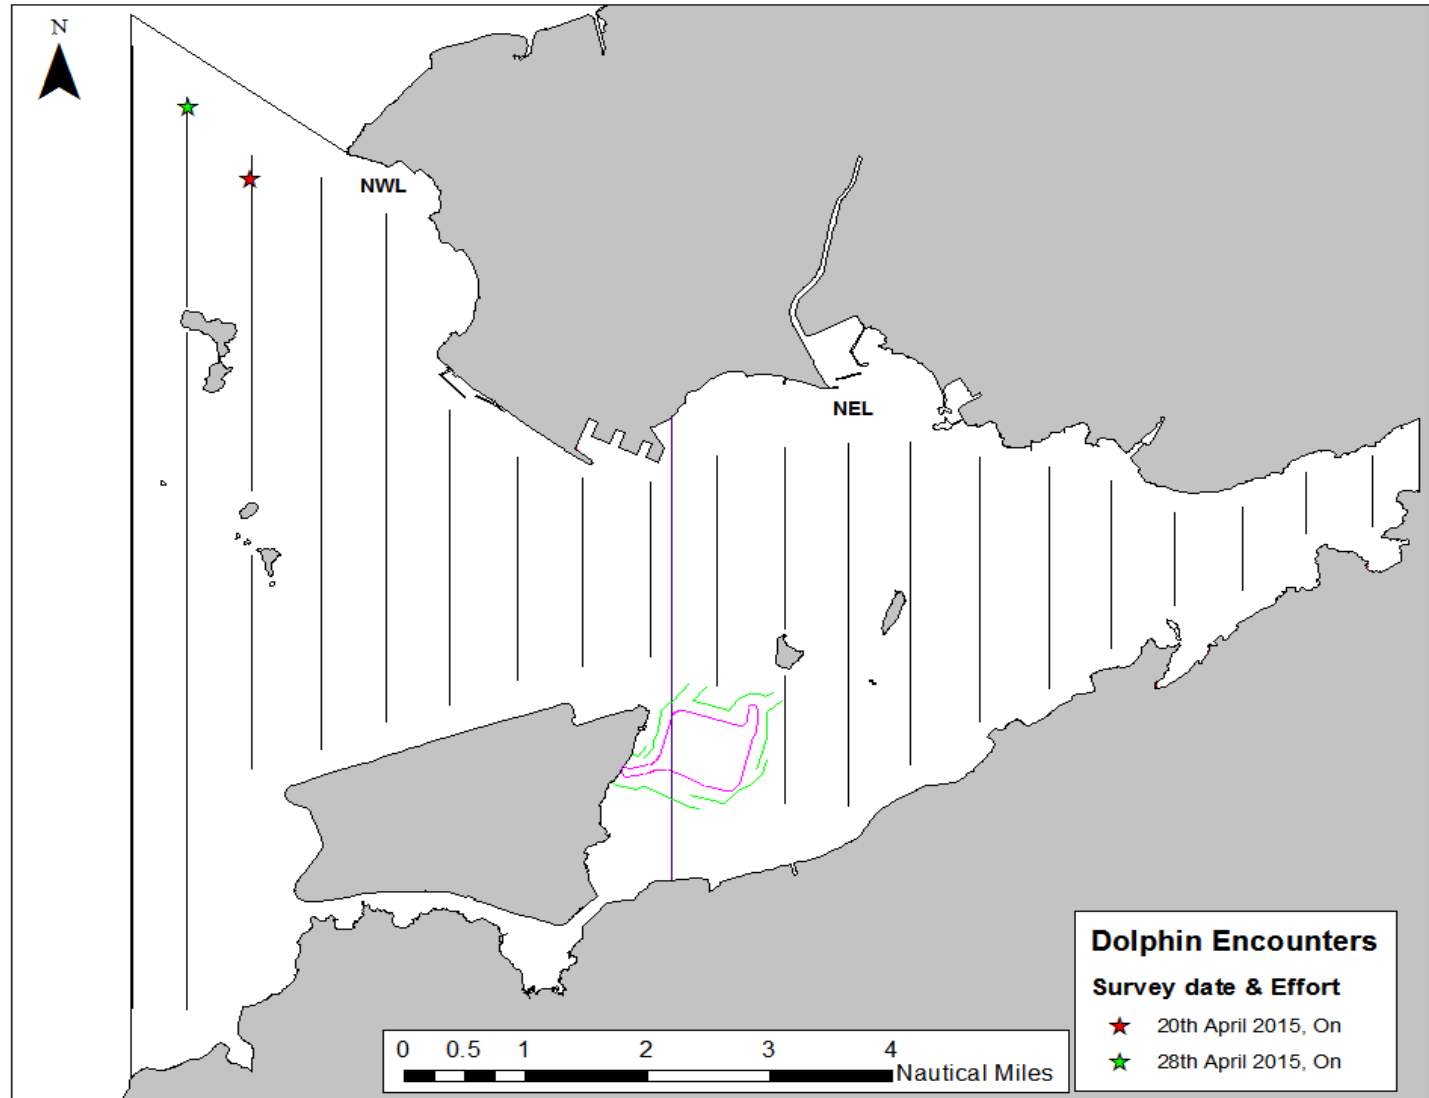 N
NWL
NEL
Dolphin Encounters
Survey date & Effort
20th April 2015, On
28th April 2015, On
0 0.5 1 2 3 4
Nautical Miles